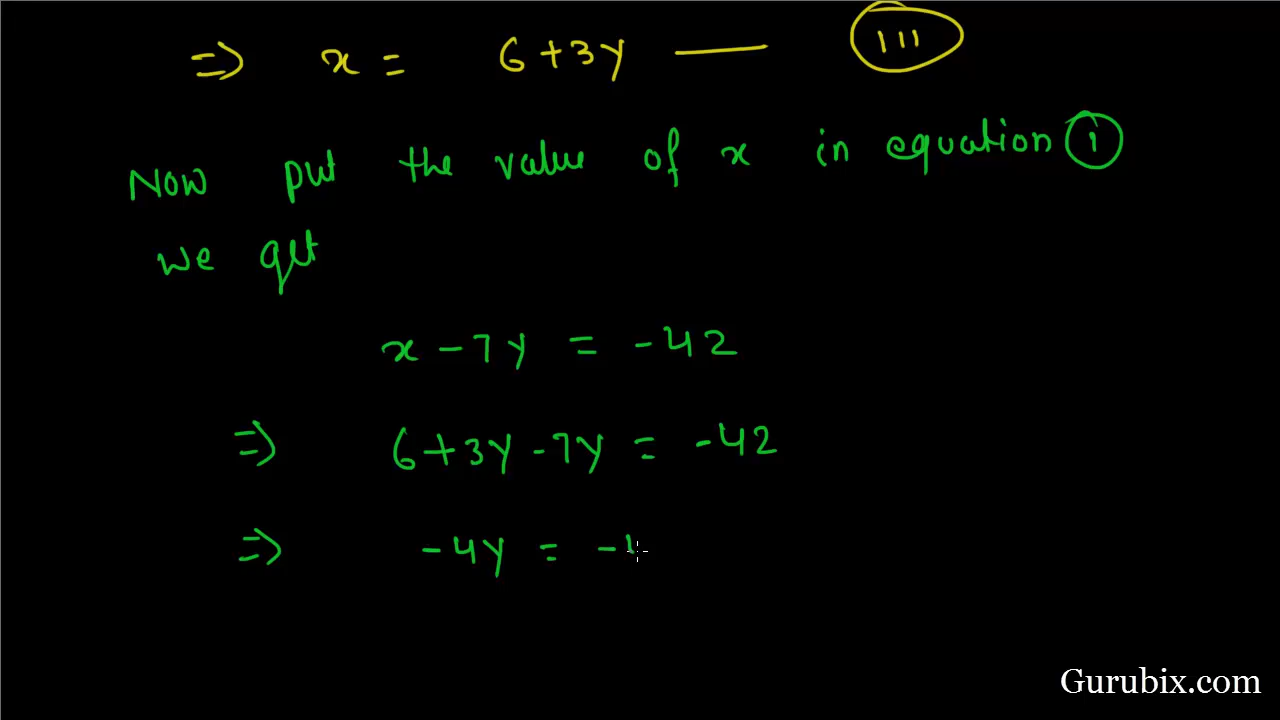 ⇒ x = 6 + 3y — III
Now put the value of x in equation 1
we get
x - 7y = -42
⇒ 6 + 3y - 7y = -42
⇒ -4y = -
Gurubix.com